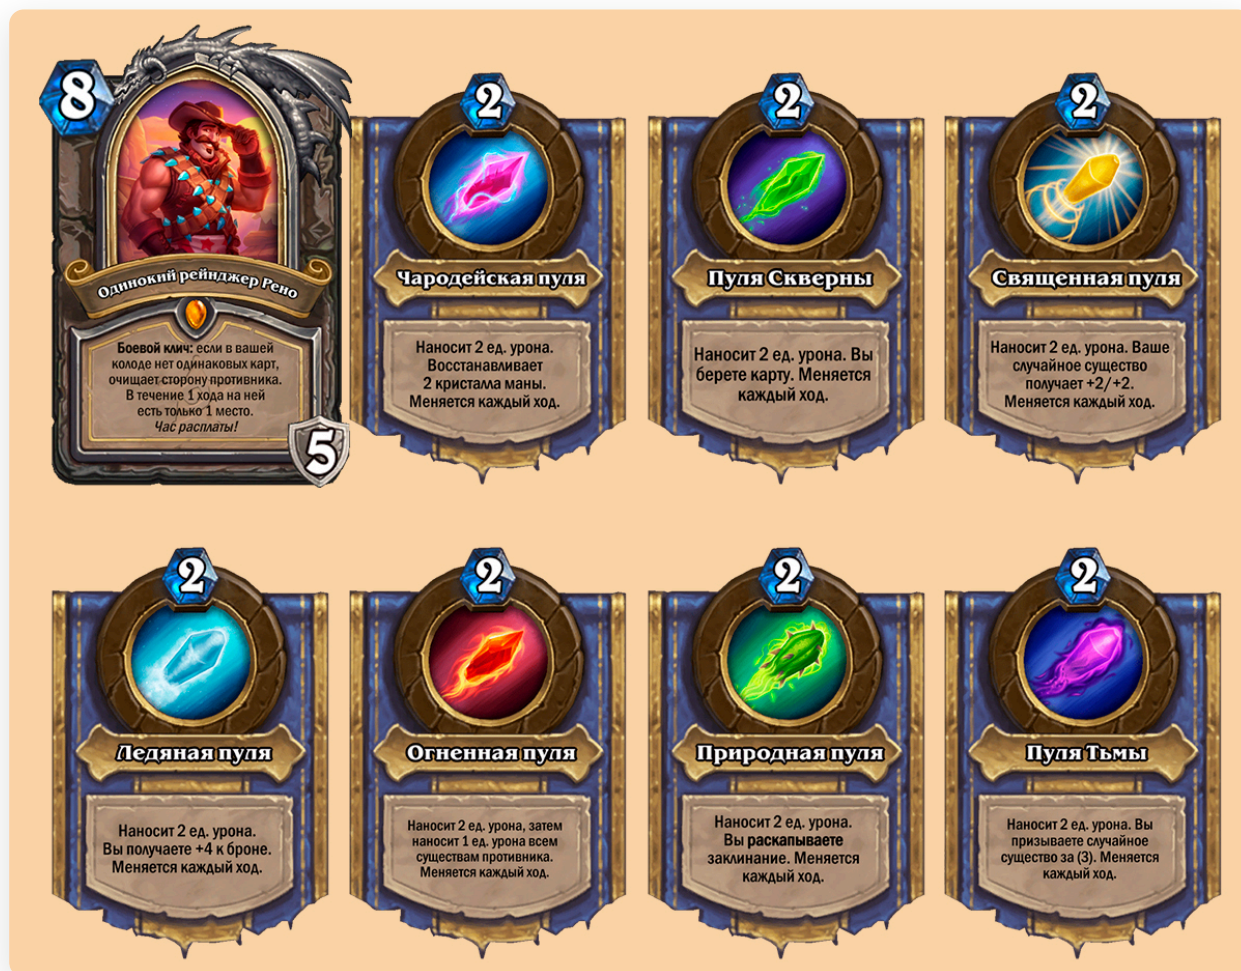 8
Одинокий рейнджер Рено
Боевой клич: если в вашей
колоде нет одинаковых карт,
очищает сторону противника.
В течение 1 хода на ней
есть только 1 место.
Час расплаты!
5
2
Чародейская пуля
Наносит 2 ед. урона.
Восстанавливает
2 кристалла маны.
Меняется каждый ход.
2
Пуля Скверны
Наносит 2 ед. урона. Вы
берете карту. Меняется
каждый ход.
2
Священная пуля
Наносит 2 ед. урона. Ваше
случайное существо
получает +2/+2.
Меняется каждый ход.
2
Ледяная пуля
Наносит 2 ед. урона.
Вы получаете +4 к броне.
Меняется каждый ход.
2
Огненная пуля
Наносит 2 ед. урона, затем
наносит 1 ед. урона всем
существам противника.
Меняется каждый ход.
2
Природная пуля
Наносит 2 ед. урона.
Вы раскапываете
заклинание. Меняется
каждый ход.
2
Пуля Тьмы
Наносит 2 ед. урона. Вы
призываете случайное
существо за (3). Меняется
каждый ход.